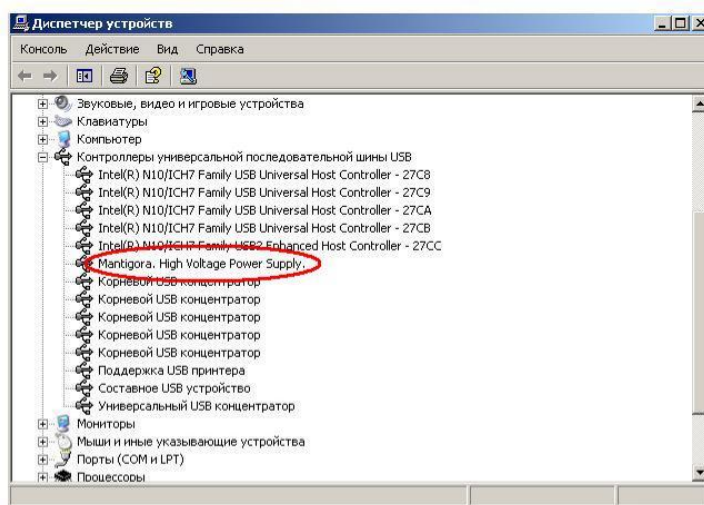 Диспетчер устройств
Консоль Действие Вид Справка
Звуковые, видео и игровые устройства
Клавиатуры
Компьютер
Контроллеры универсальной последовательной шины USB
Intel(R) N10/ICH7 Family USB Universal Host Controller - 27C8
Intel(R) N10/ICH7 Family USB Universal Host Controller - 27C9
Intel(R) N10/ICH7 Family USB Universal Host Controller - 27CA
Intel(R) N10/ICH7 Family USB Universal Host Controller - 27CB
Intel(R) N10/ICH7 Family USB2 Enhanced Host Controller - 27CC
Mantigora. High Voltage Power Supply.
Корневой USB концентратор
Корневой USB концентратор
Корневой USB концентратор
Корневой USB концентратор
Корневой USB концентратор
Поддержка USB принтера
Составное USB устройство
Универсальный USB концентратор
Мониторы
Мыши и иные указывающие устройства
Порты (COM и LPT)
Процессоры